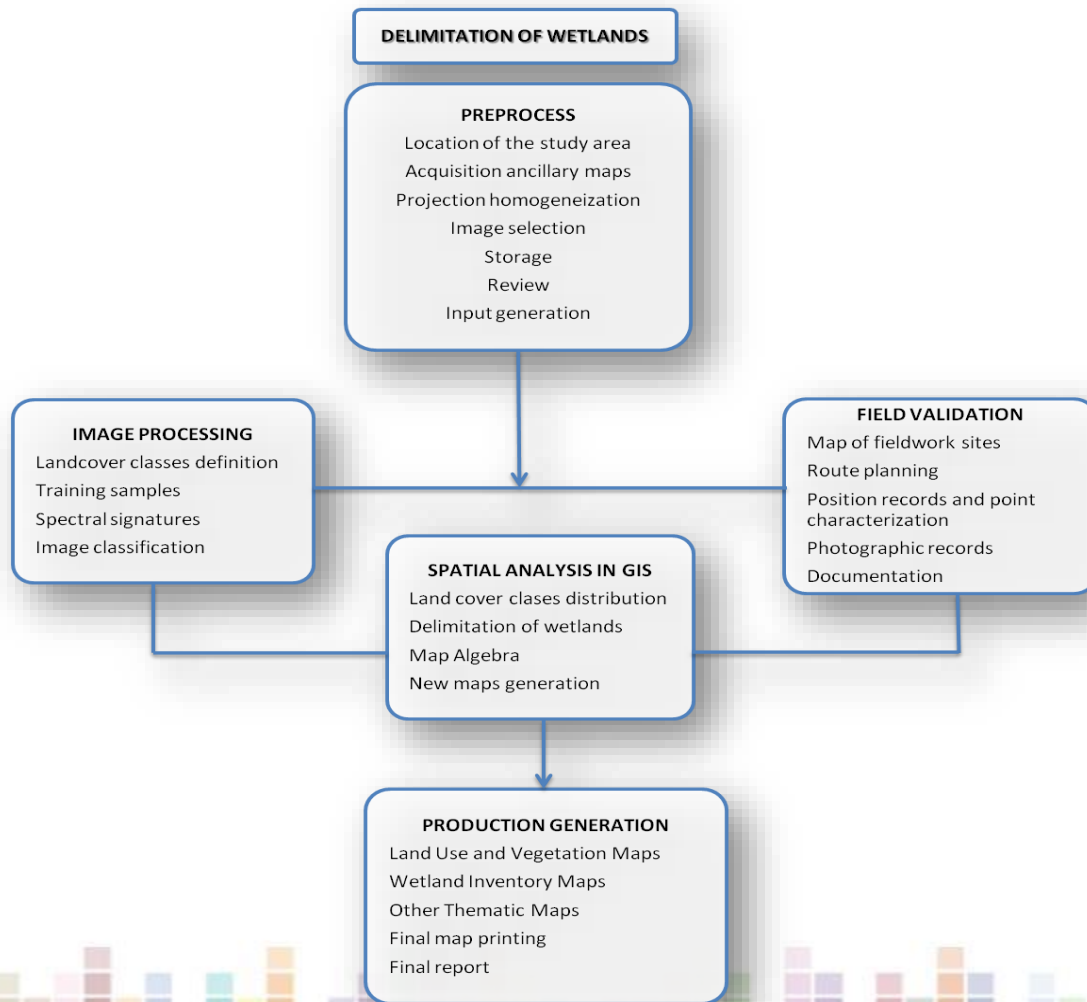 DELIMITATION OF WETLANDS
PREPROCESS
Location of the study area
Acquisition ancillary maps
Projection homogeneization
Image selection
Storage
Review
Input generation
IMAGE PROCESSING
Landcover classes definition
Training samples
Spectral signatures
Image classification
FIELD VALIDATION
Map of fieldwork sites
Route planning
Position records and point
characterization
Photographic records
Documentation
SPATIAL ANALYSIS IN GIS
Land cover clases distribution
Delimitation of wetlands
Map Algebra
New maps generation
PRODUCTION GENERATION
Land Use and Vegetation Maps
Wetland Inventory Maps
Other Thematic Maps
Final map printing
Final report